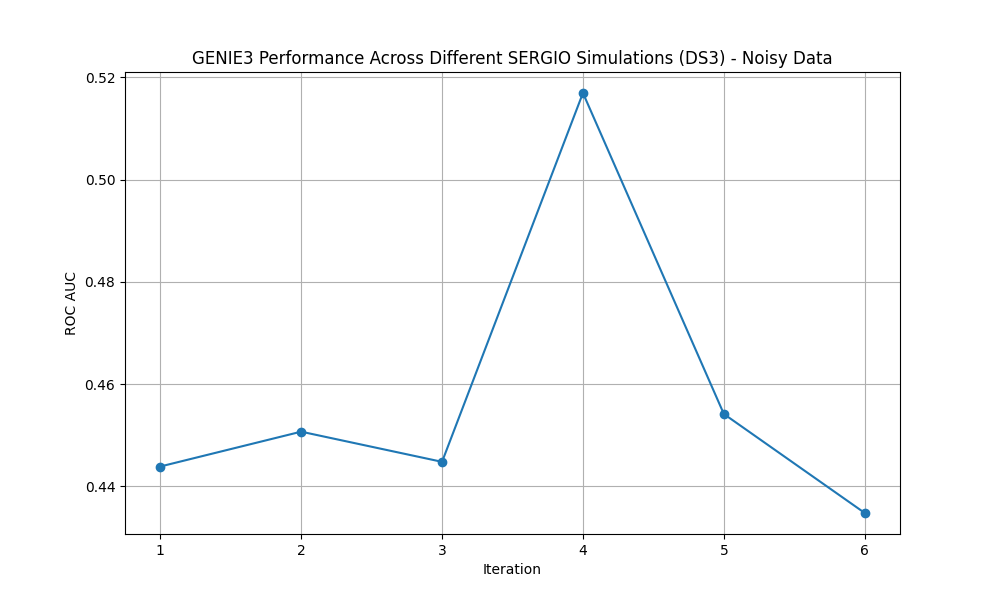 GENIE3 Performance Across Different SERGIO Simulations (DS3) - Noisy Data
0.52
0.50
0.48
0.46
0.44
ROC AUC
1 2 3 4 5 6
Iteration